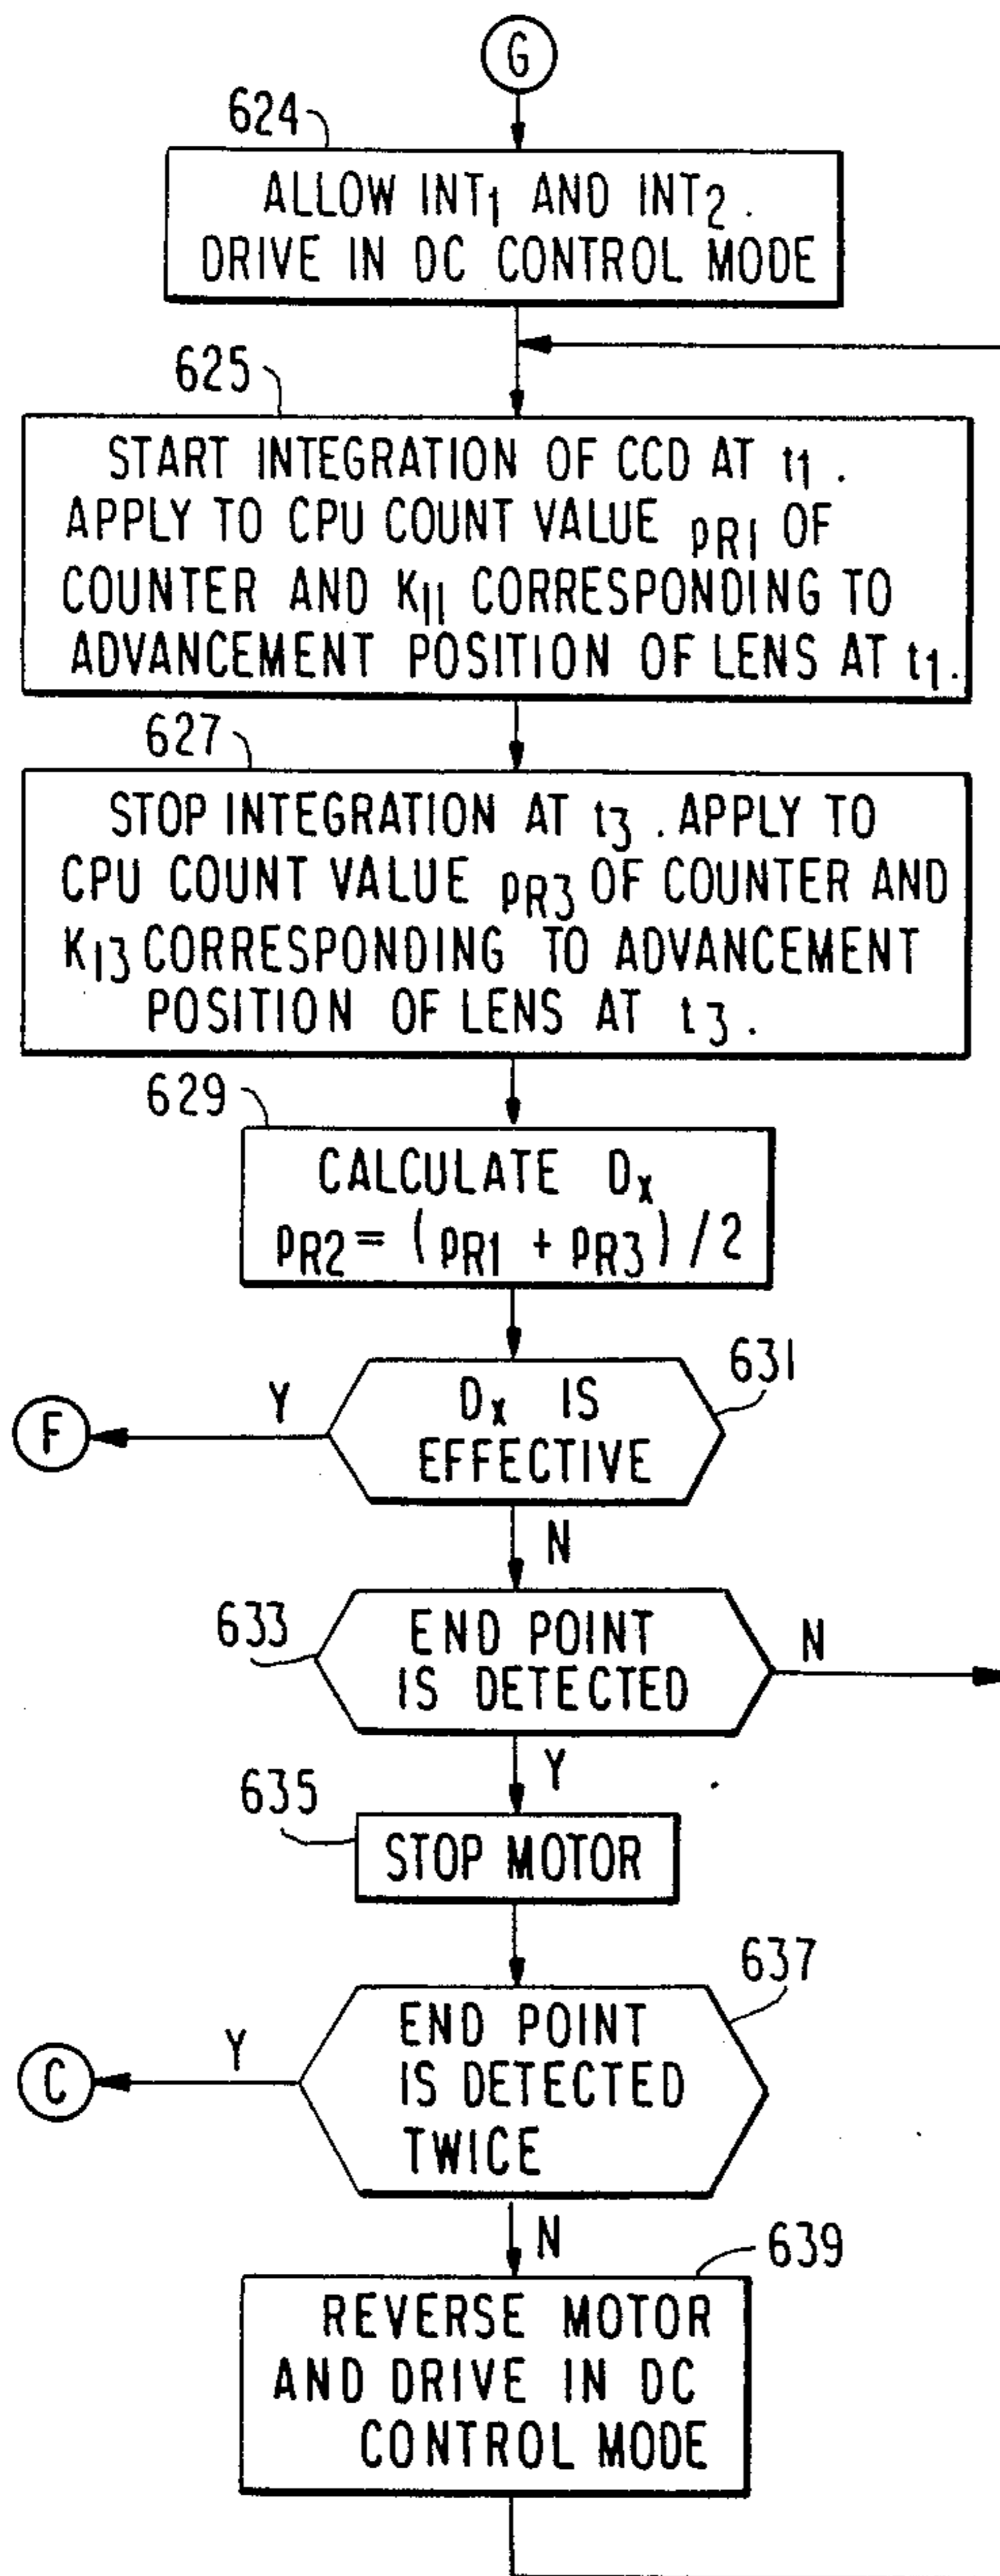 G
624
ALLOW INT1 AND INT2.
DRIVE IN DC CONTROL MODE
625
START INTEGRATION OF CCD AT t1.
APPLY TO CPU COUNT VALUE PR1 OF
COUNTER AND K11 CORRESPONDING TO
ADVANCEMENT POSITION OF LENS AT t1.
627
STOP INTEGRATION AT t3. APPLY TO
CPU COUNT VALUE PR3 OF COUNTER AND
K13 CORRESPONDING TO ADVANCEMENT
POSITION OF LENS AT t3.
629
CALCULATE Dx
PR2 = (PR1 + PR3)/2
631
Dx IS
EFFECTIVE
Y
F
N
633
END POINT
IS DETECTED
N
Y
635
STOP MOTOR
637
END POINT
IS DETECTED
TWICE
Y
C
N
639
REVERSE MOTOR
AND DRIVE IN DC
CONTROL MODE